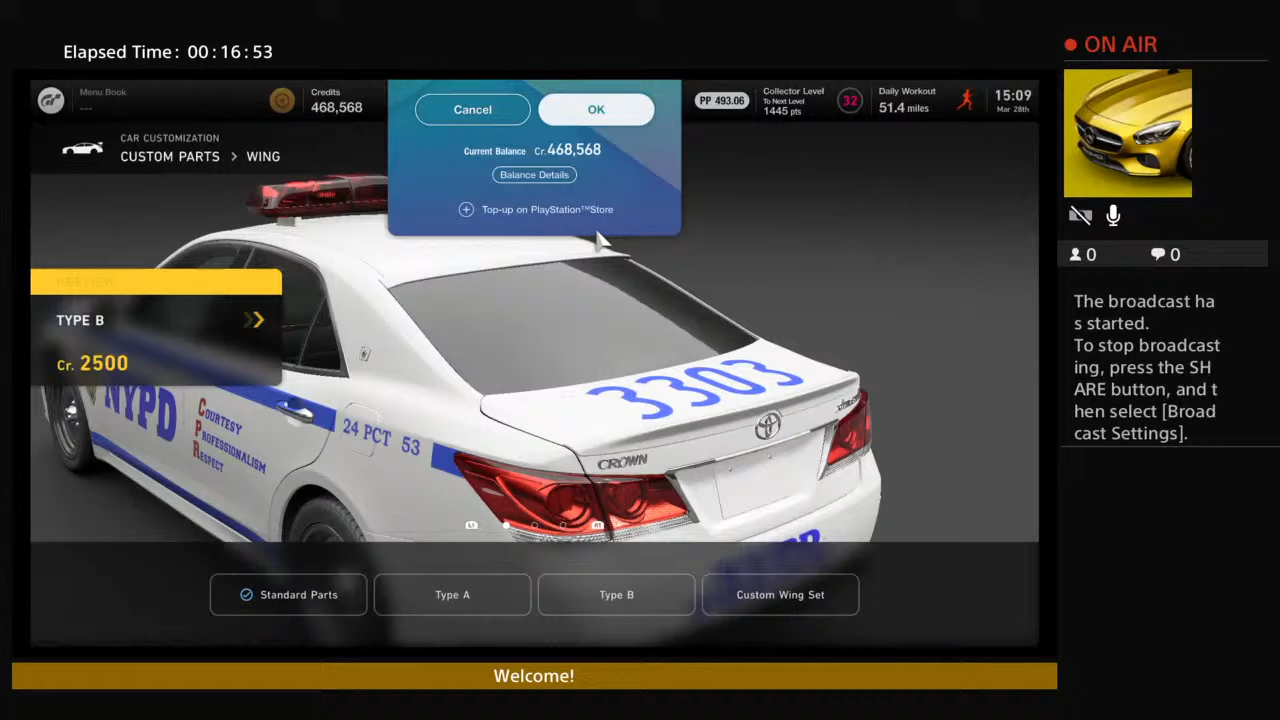 Elapsed Time: 00:16:53
ON AIR
Menu Book
---
Credits
468,568
Cancel
OK
Current Balance Cr.468,568
Balance Details
Top-up on PlayStation™Store
PP 493.06
Collector Level
To Next Level
1445 pts
32
Daily Workout
51.4 miles
15:09
Mar 28th
CAR CUSTOMIZATION
CUSTOM PARTS > WING
PREVIEW
TYPE B
Cr. 2500
NYPD
COURTESY
PROFESSIONALISM
RESPECT
24 PCT 53
3303
CROWN
L1
R1
Standard Parts
Type A
Type B
Custom Wing Set
Welcome!
0
0
The broadcast ha
s started.
To stop broadcast
ing, press the SH
ARE button, and t
hen select [Broad
cast Settings].